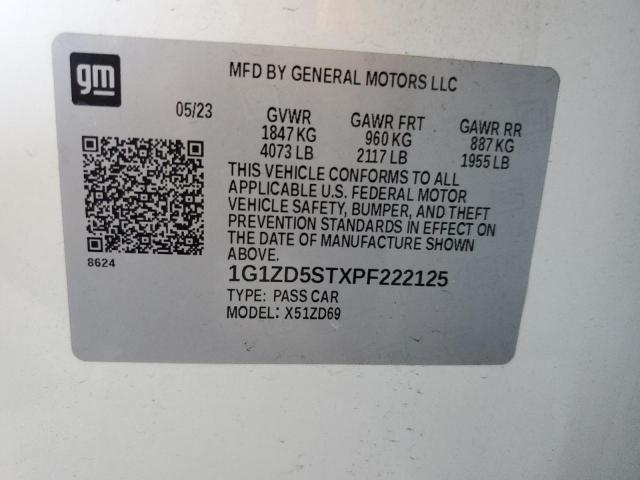 gm
MFD BY GENERAL MOTORS LLC
05/23 GVWR GAWR FRT GAWR RR
1847 KG 960 KG 887 KG
4073 LB 2117 LB 1955 LB
THIS VEHICLE CONFORMS TO ALL
APPLICABLE U.S. FEDERAL MOTOR
VEHICLE SAFETY, BUMPER, AND THEFT
PREVENTION STANDARDS IN EFFECT ON
THE DATE OF MANUFACTURE SHOWN
ABOVE.
8624
1G1ZD5STXPF222125
TYPE: PASS CAR
MODEL: X51ZD69